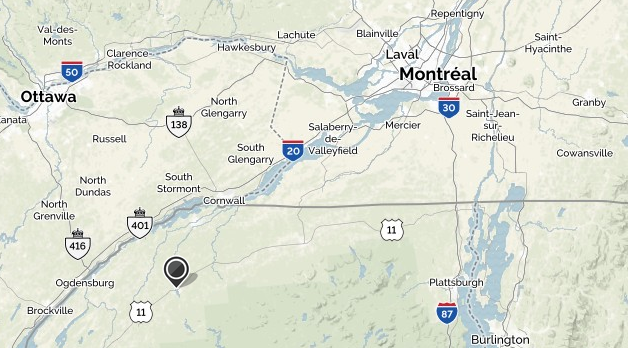 Repentigny
Val-des-
Monts
Lachute
Blainville
Saint-
Hyacinthe
Clarence-
Rockland
Hawkesbury
Laval
50
Montréal
Ottawa
Brossard
Kanata
North
Glengarry
30
Granby
138
Saint-Jean-
sur-
Richelieu
Russell
Salaberry-
de-
Valleyfield
Mercier
South
Glengarry
20
Cowansville
North
Dundas
South
Stormont
Cornwall
North
Grenville
401
11
416
Ogdensburg
Plattsburgh
Brockville
11
87
Burlington